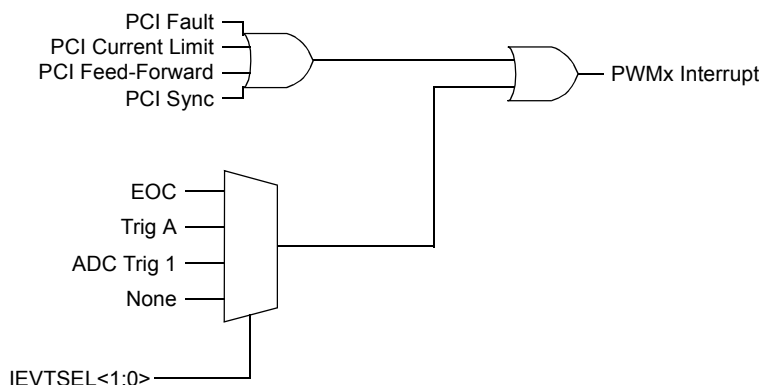 PCI Fault
PCI Current Limit
PCI Feed-Forward
PCI Sync
PWMx Interrupt
EOC
Trig A
ADC Trig 1
None
IEVTSEL<1:0>